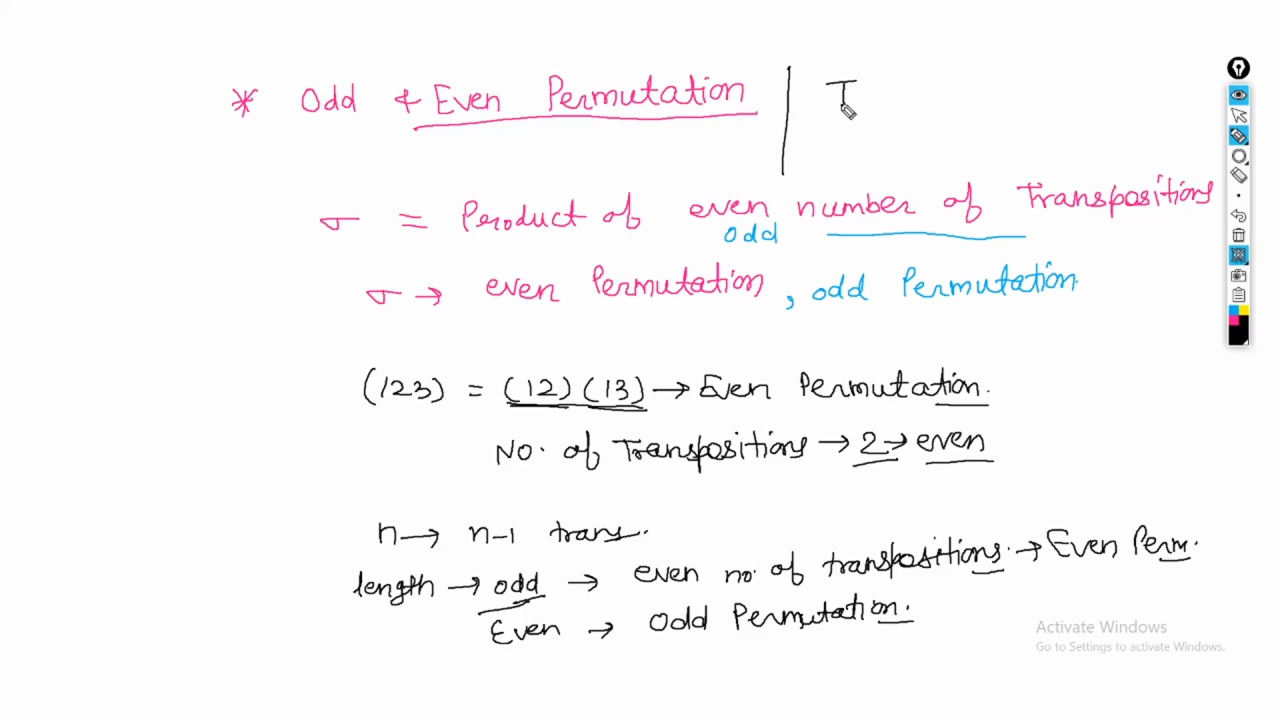 * Odd & Even Permutation | I
σ = Product of even number of Transpositions
odd
σ → even Permutation, odd Permutation.
(123) = (12) (13) → Even Permutation.
No. of Transpositions → 2 → even
n → n-1 trans.
length → odd → even no. of transpositions. → Even Perm.
Even → Odd Permutation.
Activate Windows
Go to Settings to activate Windows.